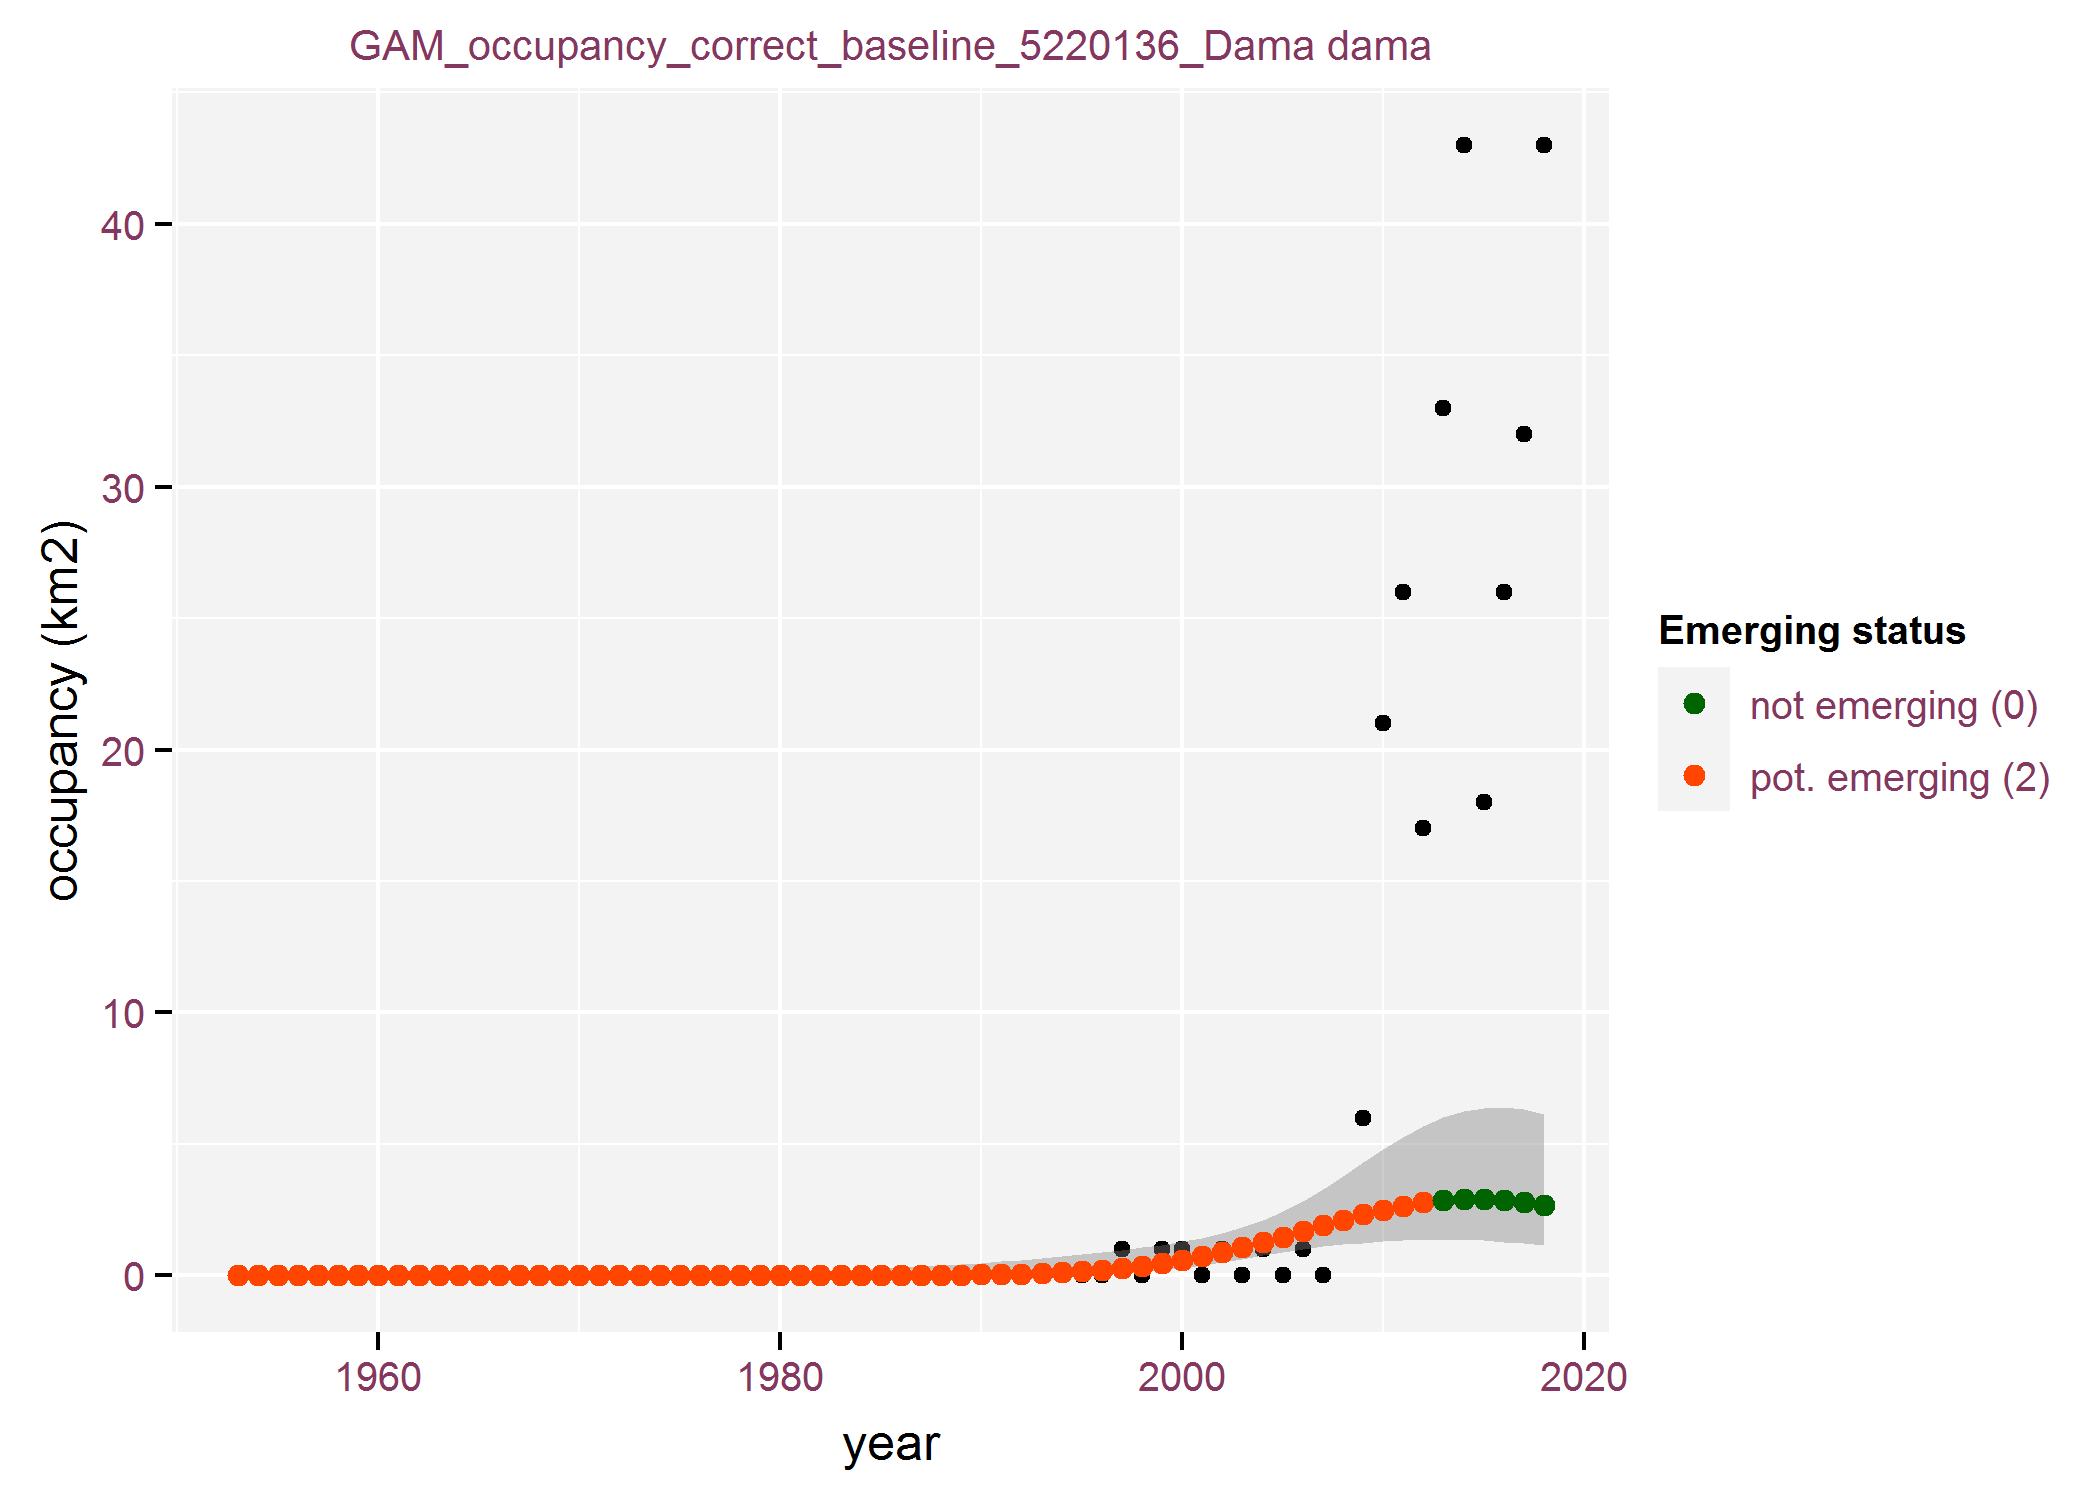 GAM_occupancy_correct_baseline_5220136_Dama dama
40
30
20
10
0
occupancy (km2)
1960
1980
2000
2020
year
Emerging status
not emerging (0)
pot. emerging (2)